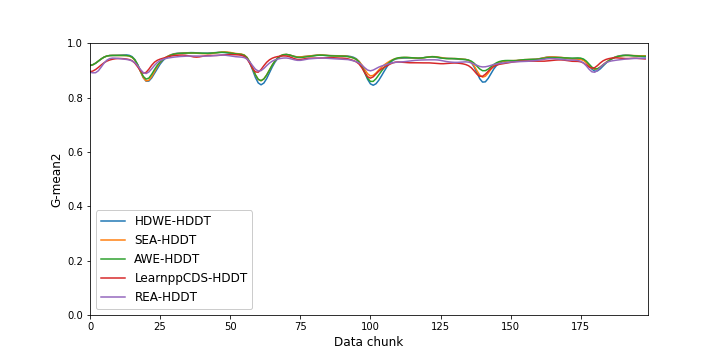 1.0
0.8
0.6
0.4
0.2
0.0
G-mean2
HDWE-HDDT
SEA-HDDT
AWE-HDDT
LearnppCDS-HDDT
REA-HDDT
0 25 50 75 100 125 150 175
Data chunk